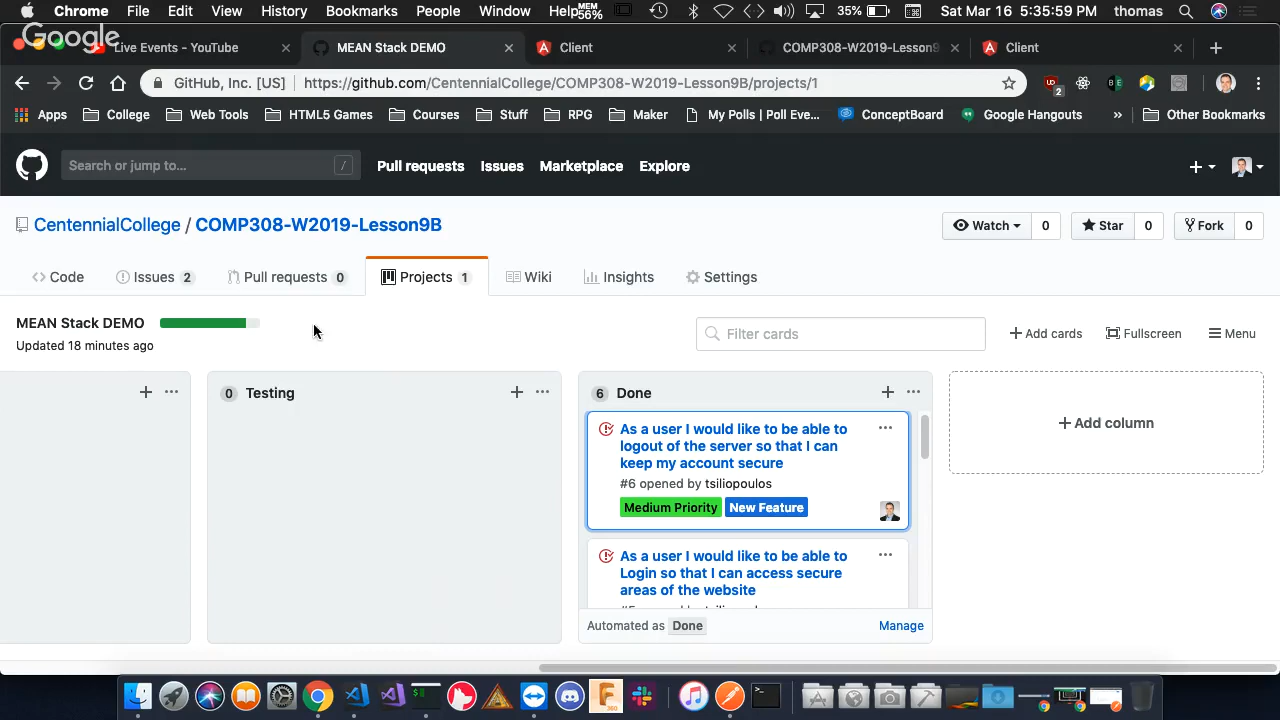 Chrome File Edit View History Bookmarks People Window Help MEM 56% 35% Sat Mar 16 5:35:59 PM thomas
Google
Live Events - YouTube MEAN Stack DEMO Client COMP308-W2019-Lesson9 Client
GitHub, Inc. [US] https://github.com/CentennialCollege/COMP308-W2019-Lesson9B/projects/1
2
Apps College Web Tools HTML5 Games Courses Stuff RPG Maker My Polls | Poll Eve... ConceptBoard Google Hangouts » Other Bookmarks
Search or jump to... / Pull requests Issues Marketplace Explore
CentennialCollege / COMP308-W2019-Lesson9B Watch 0 Star 0 Fork 0
Code Issues 2 Pull requests 0 Projects 1 Wiki Insights Settings
MEAN Stack DEMO
Updated 18 minutes ago
Filter cards Add cards Fullscreen Menu
0 Testing
6 Done
As a user I would like to be able to
logout of the server so that I can
keep my account secure
#6 opened by tsiliopoulos
Medium Priority New Feature
As a user I would like to be able to
Login so that I can access secure
areas of the website
Automated as Done Manage
Add column